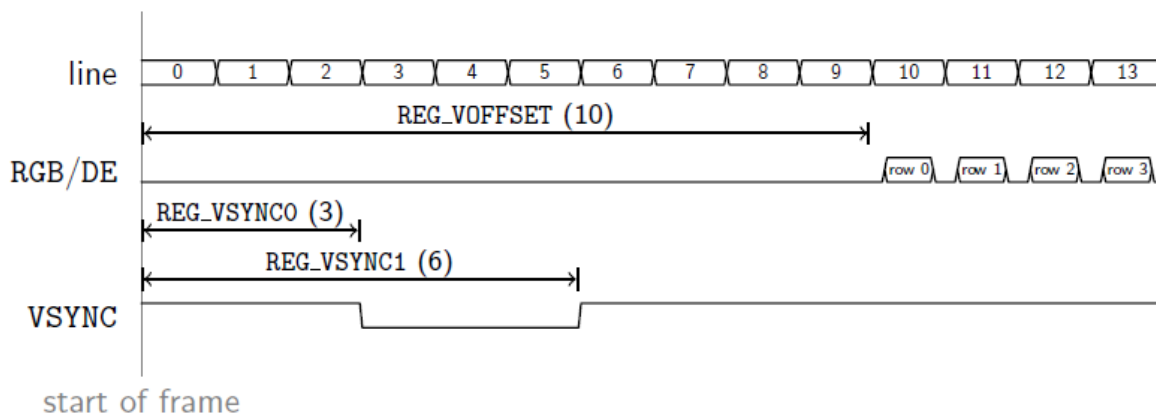 line 0 1 2 3 4 5 6 7 8 9 10 11 12 13
REG_VOFFSET (10)
RGB/DE row 0 row 1 row 2 row 3
REG_VSYNC0 (3)
REG_VSYNC1 (6)
VSYNC
start of frame